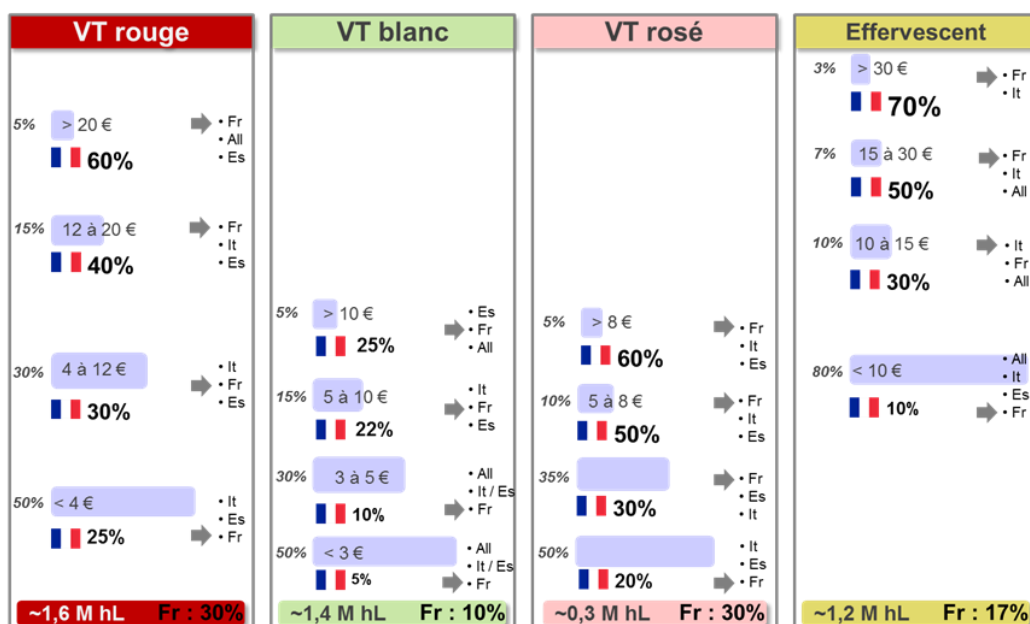 VT rouge
5%
> 20 €
60%
• Fr
• All
• Es
15%
12 à 20 €
40%
• Fr
• It
• Es
30%
4 à 12 €
30%
• It
• Fr
• Es
50%
< 4 €
25%
• It
• Es
• Fr
~1,6 M hL Fr : 30%
VT blanc
5%
> 10 €
25%
• Es
• Fr
• All
15%
5 à 10 €
22%
• It
• Fr
• Es
30%
3 à 5 €
10%
• All
• It / Es
• Fr
50%
< 3 €
5%
• All
• It / Es
• Fr
~1,4 M hL Fr : 10%
VT rosé
5%
> 8 €
60%
• Fr
• It
• Es
10%
5 à 8 €
50%
• Fr
• It
• Es
35%
30%
• Fr
• Es
• It
50%
20%
• It
• Es
• Fr
~0,3 M hL Fr : 30%
Effervescent
3%
> 30 €
70%
• Fr
• It
7%
15 à 30 €
50%
• Fr
• It
• All
10%
10 à 15 €
30%
• It
• Fr
• All
80%
< 10 €
10%
• All
• It
• Es
• Fr
~1,2 M hL Fr : 17%